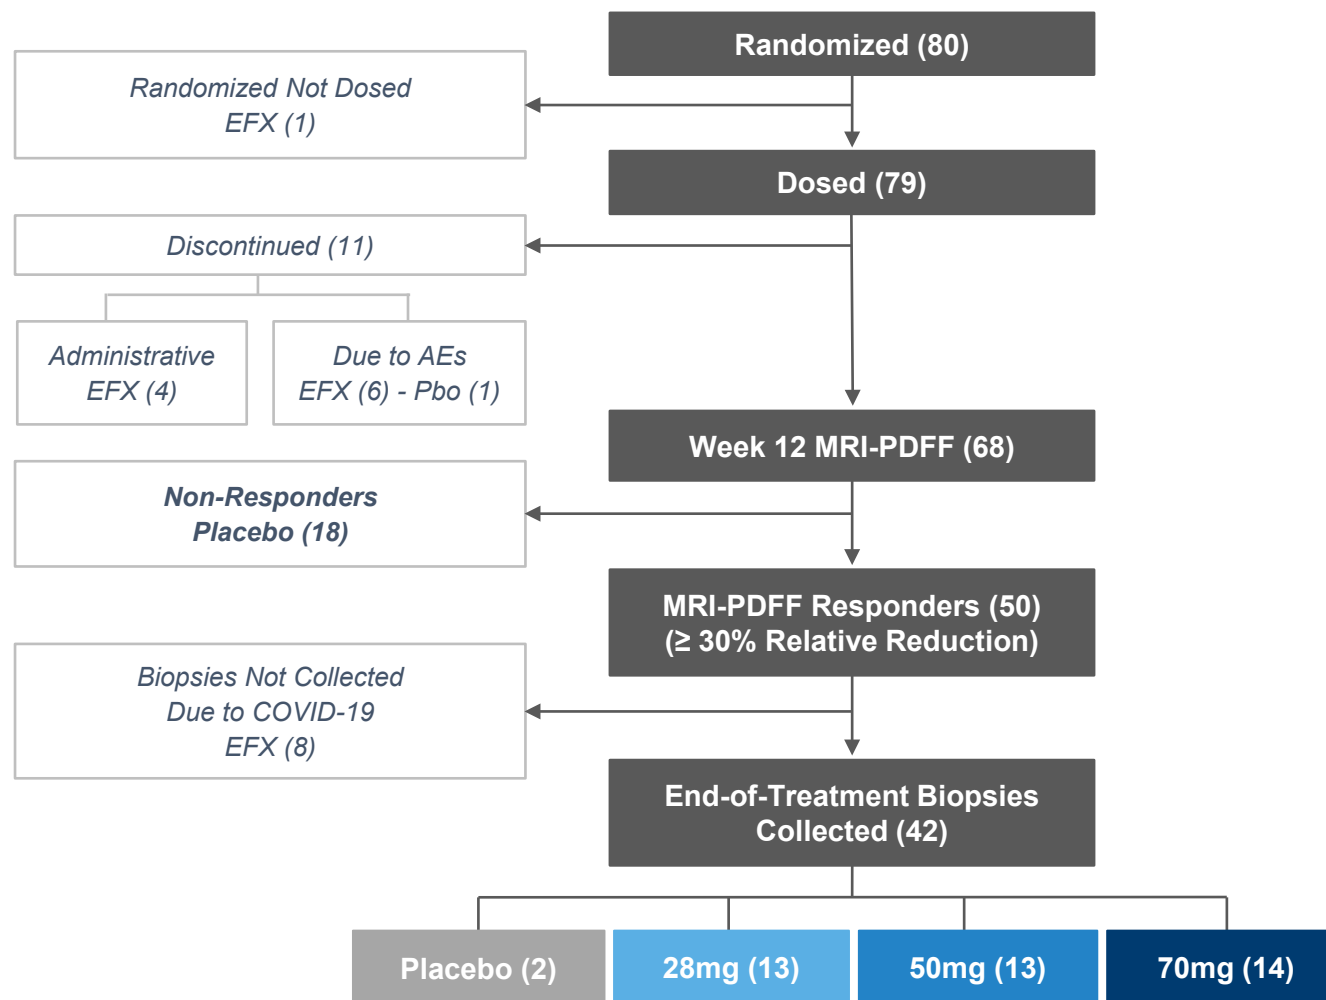 Randomized (80)
Randomized Not Dosed
EFX (1)
Dosed (79)
Discontinued (11)
Administrative
EFX (4)
Due to AEs
EFX (6) - Pbo (1)
Week 12 MRI-PDFF (68)
Non-Responders
Placebo (18)
MRI-PDFF Responders (50)
(≥ 30% Relative Reduction)
Biopsies Not Collected
Due to COVID-19
EFX (8)
End-of-Treatment Biopsies
Collected (42)
Placebo (2)
28mg (13)
50mg (13)
70mg (14)